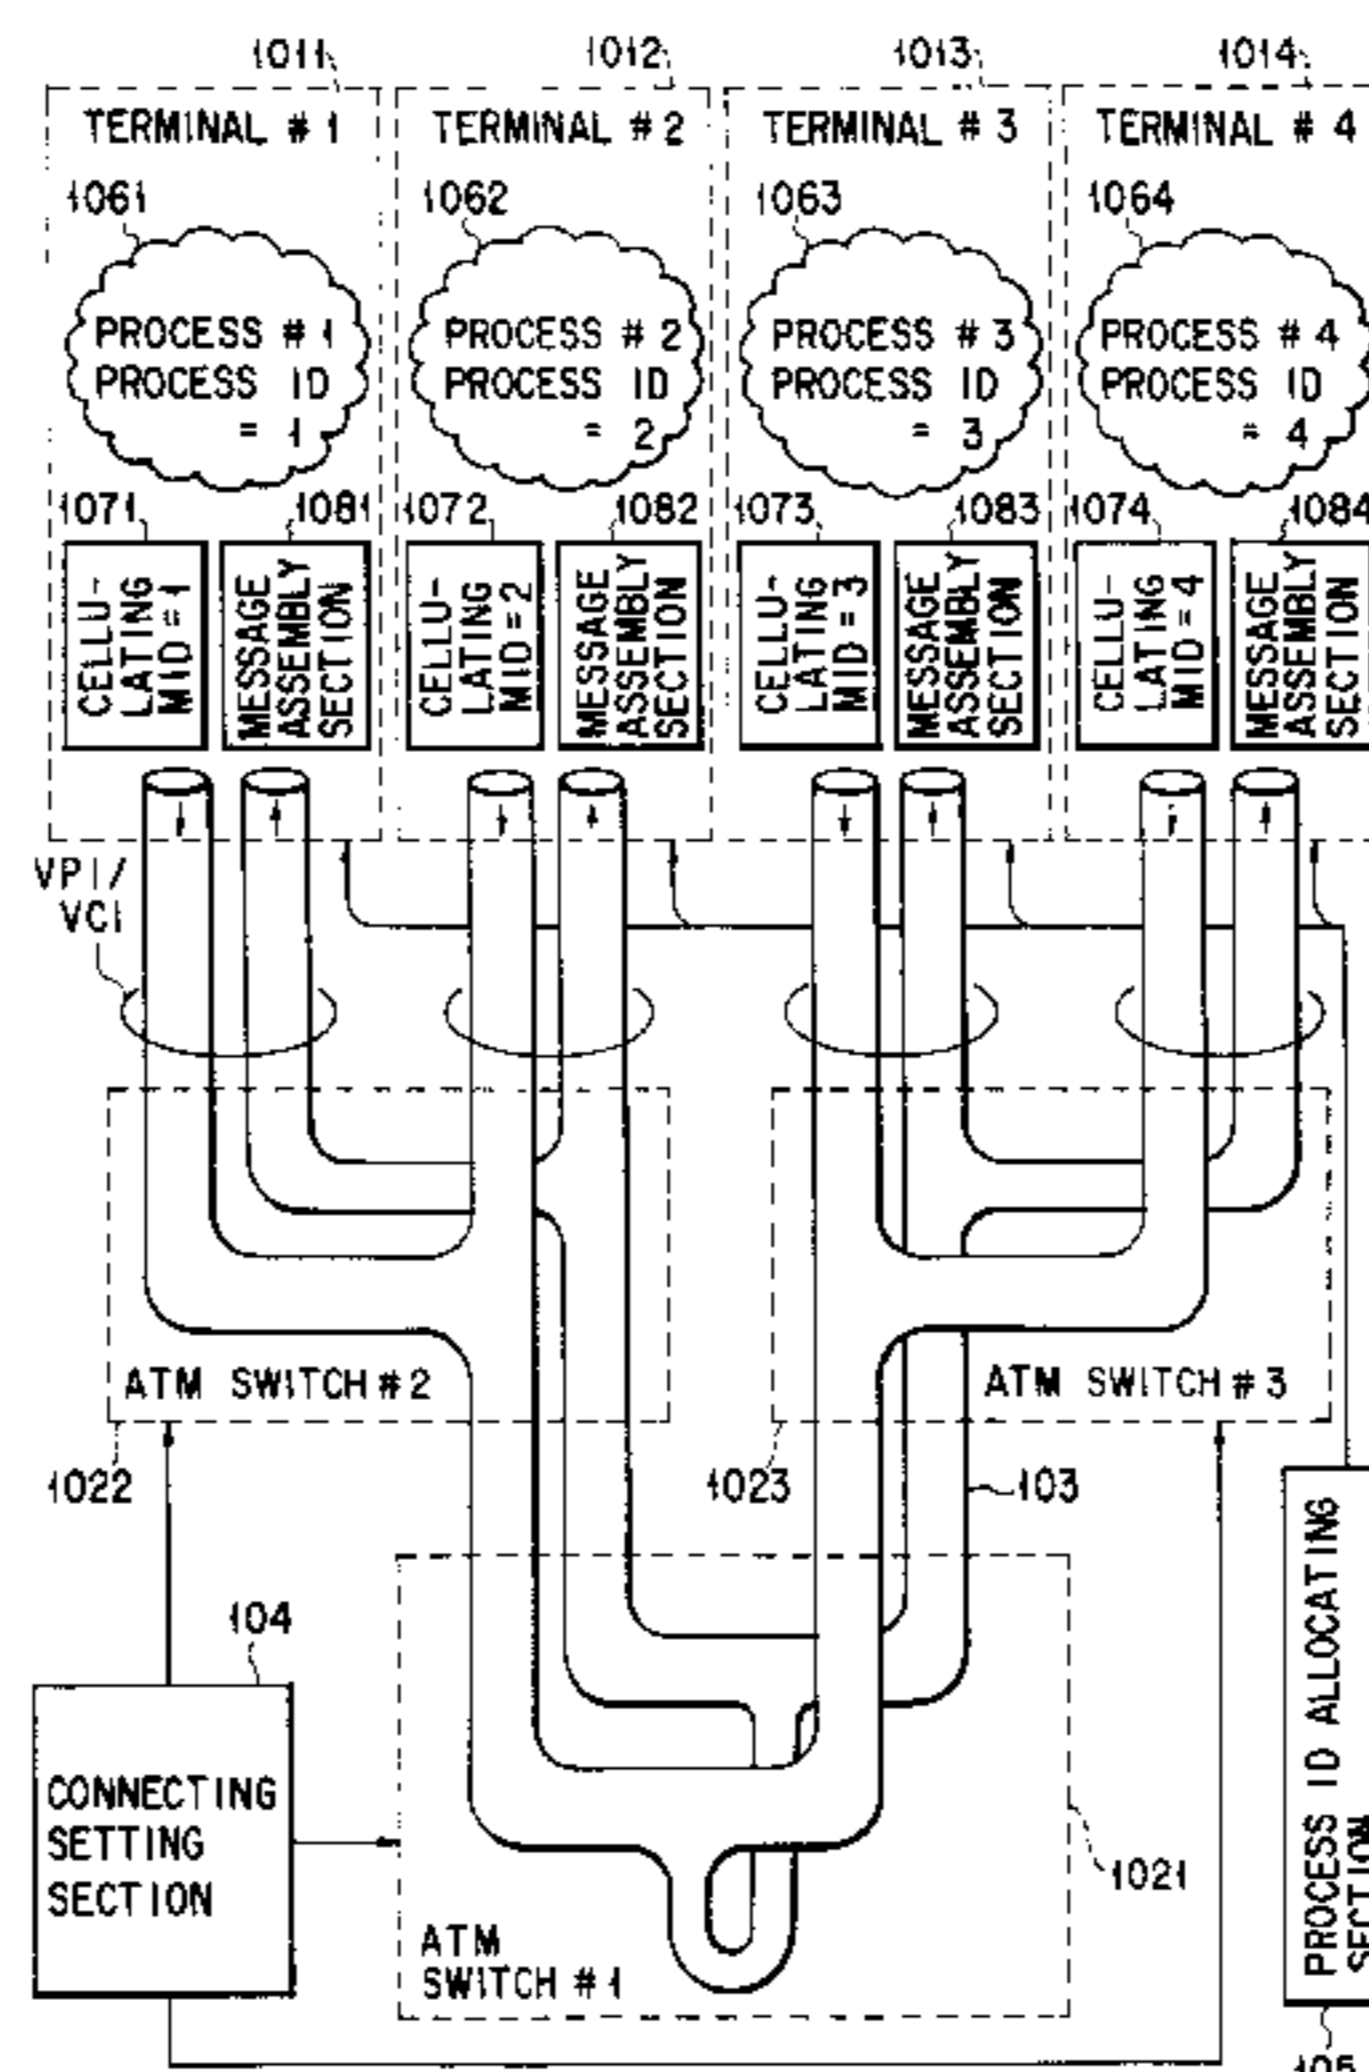 1011
1012
1013
1014
TERMINAL # 1
TERMINAL # 2
TERMINAL # 3
TERMINAL # 4
1061
1062
1063
1064
PROCESS # 1
PROCESS ID
= 1
PROCESS # 2
PROCESS ID
= 2
PROCESS # 3
PROCESS ID
= 3
PROCESS # 4
PROCESS ID
= 4
1071
1081
1072
1082
1073
1083
1074
1084
CELLU-
LATING
MID = 1
MESSAGE
ASSEMBLY
SECTION
CELLU-
LATING
MID = 2
MESSAGE
ASSEMBLY
SECTION
CELLU-
LATING
MID = 3
MESSAGE
ASSEMBLY
SECTION
CELLU-
LATING
MID = 4
MESSAGE
ASSEMBLY
SECTION
VPI/
VCI
ATM SWITCH # 2
ATM SWITCH # 3
1022
1023
103
104
CONNECTING
SETTING
SECTION
1021
ATM
SWITCH # 1
PROCESS ID ALLOCATING
SECTION
105